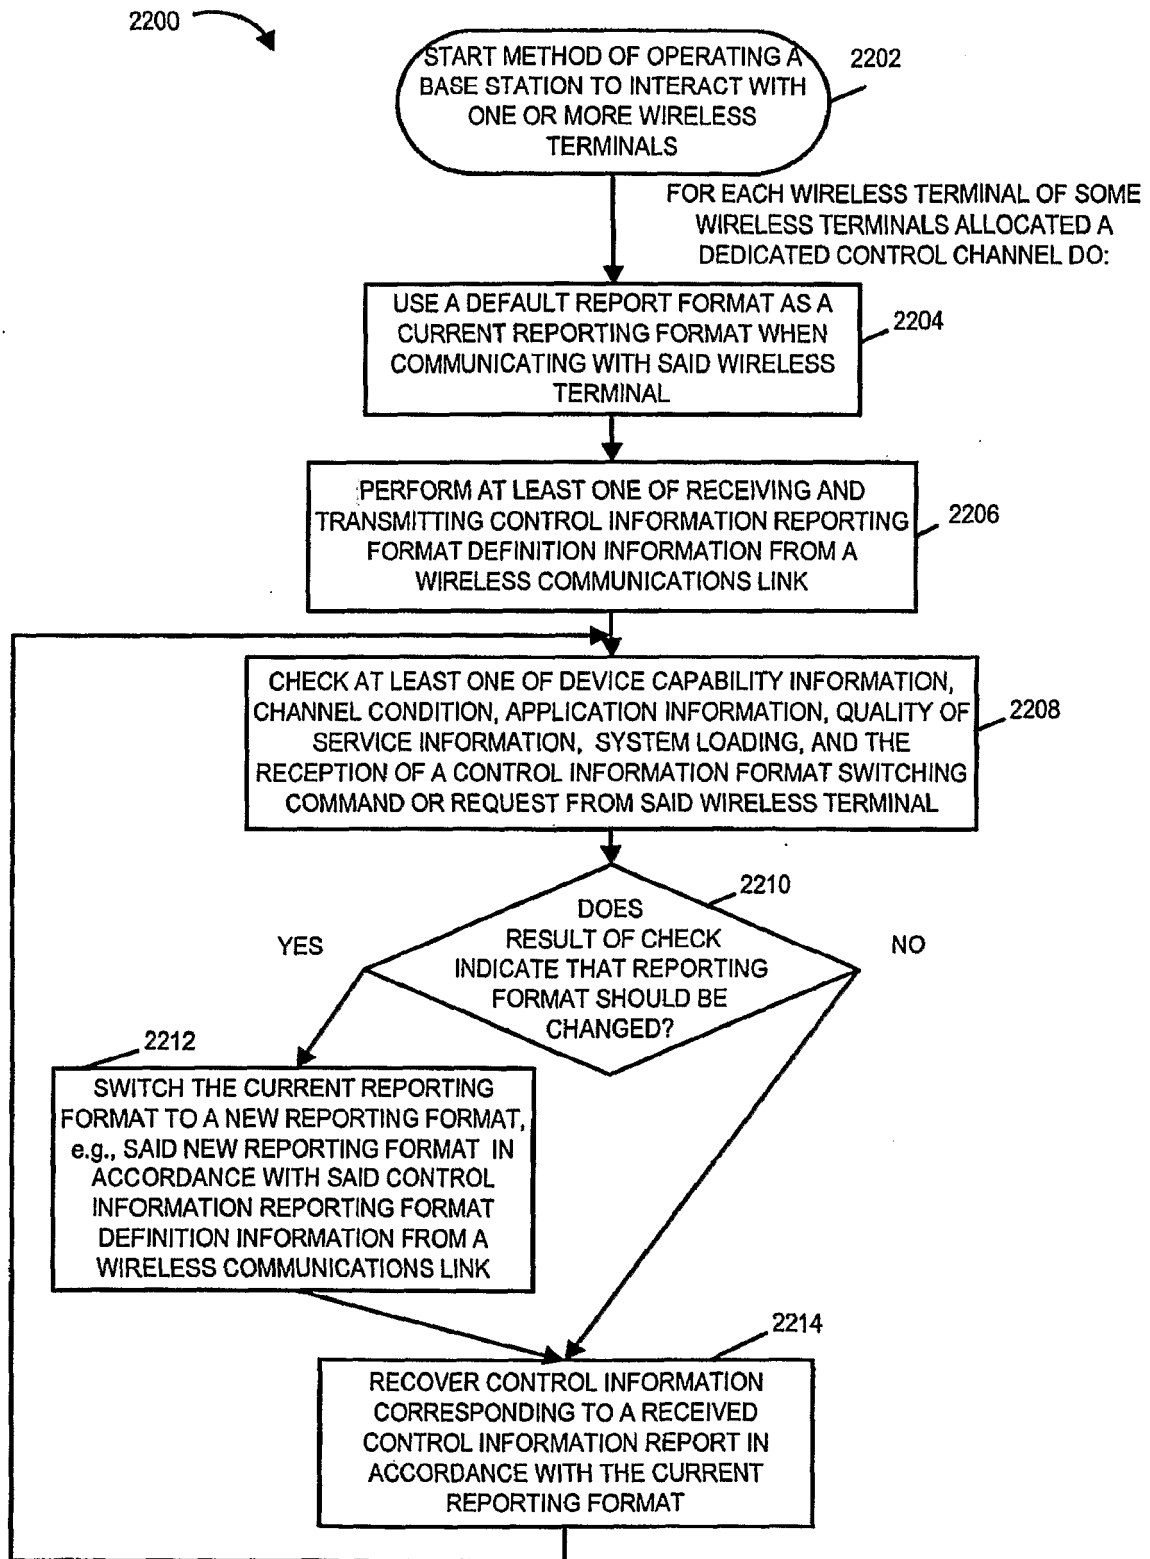 2200
START METHOD OF OPERATING A
BASE STATION TO INTERACT WITH
ONE OR MORE WIRELESS
TERMINALS
2202
FOR EACH WIRELESS TERMINAL OF SOME
WIRELESS TERMINALS ALLOCATED A
DEDICATED CONTROL CHANNEL DO:
USE A DEFAULT REPORT FORMAT AS A
CURRENT REPORTING FORMAT WHEN
COMMUNICATING WITH SAID WIRELESS
TERMINAL
2204
PERFORM AT LEAST ONE OF RECEIVING AND
TRANSMITTING CONTROL INFORMATION REPORTING
FORMAT DEFINITION INFORMATION FROM A
WIRELESS COMMUNICATIONS LINK
2206
CHECK AT LEAST ONE OF DEVICE CAPABILITY INFORMATION,
CHANNEL CONDITION, APPLICATION INFORMATION, QUALITY OF
SERVICE INFORMATION, SYSTEM LOADING, AND THE
RECEPTION OF A CONTROL INFORMATION FORMAT SWITCHING
COMMAND OR REQUEST FROM SAID WIRELESS TERMINAL
2208
2210
DOES
RESULT OF CHECK
INDICATE THAT REPORTING
FORMAT SHOULD BE
CHANGED?
YES
NO
2212
SWITCH THE CURRENT REPORTING
FORMAT TO A NEW REPORTING FORMAT,
e.g., SAID NEW REPORTING FORMAT IN
ACCORDANCE WITH SAID CONTROL
INFORMATION REPORTING FORMAT
DEFINITION INFORMATION FROM A
WIRELESS COMMUNICATIONS LINK
2214
RECOVER CONTROL INFORMATION
CORRESPONDING TO A RECEIVED
CONTROL INFORMATION REPORT IN
ACCORDANCE WITH THE CURRENT
REPORTING FORMAT